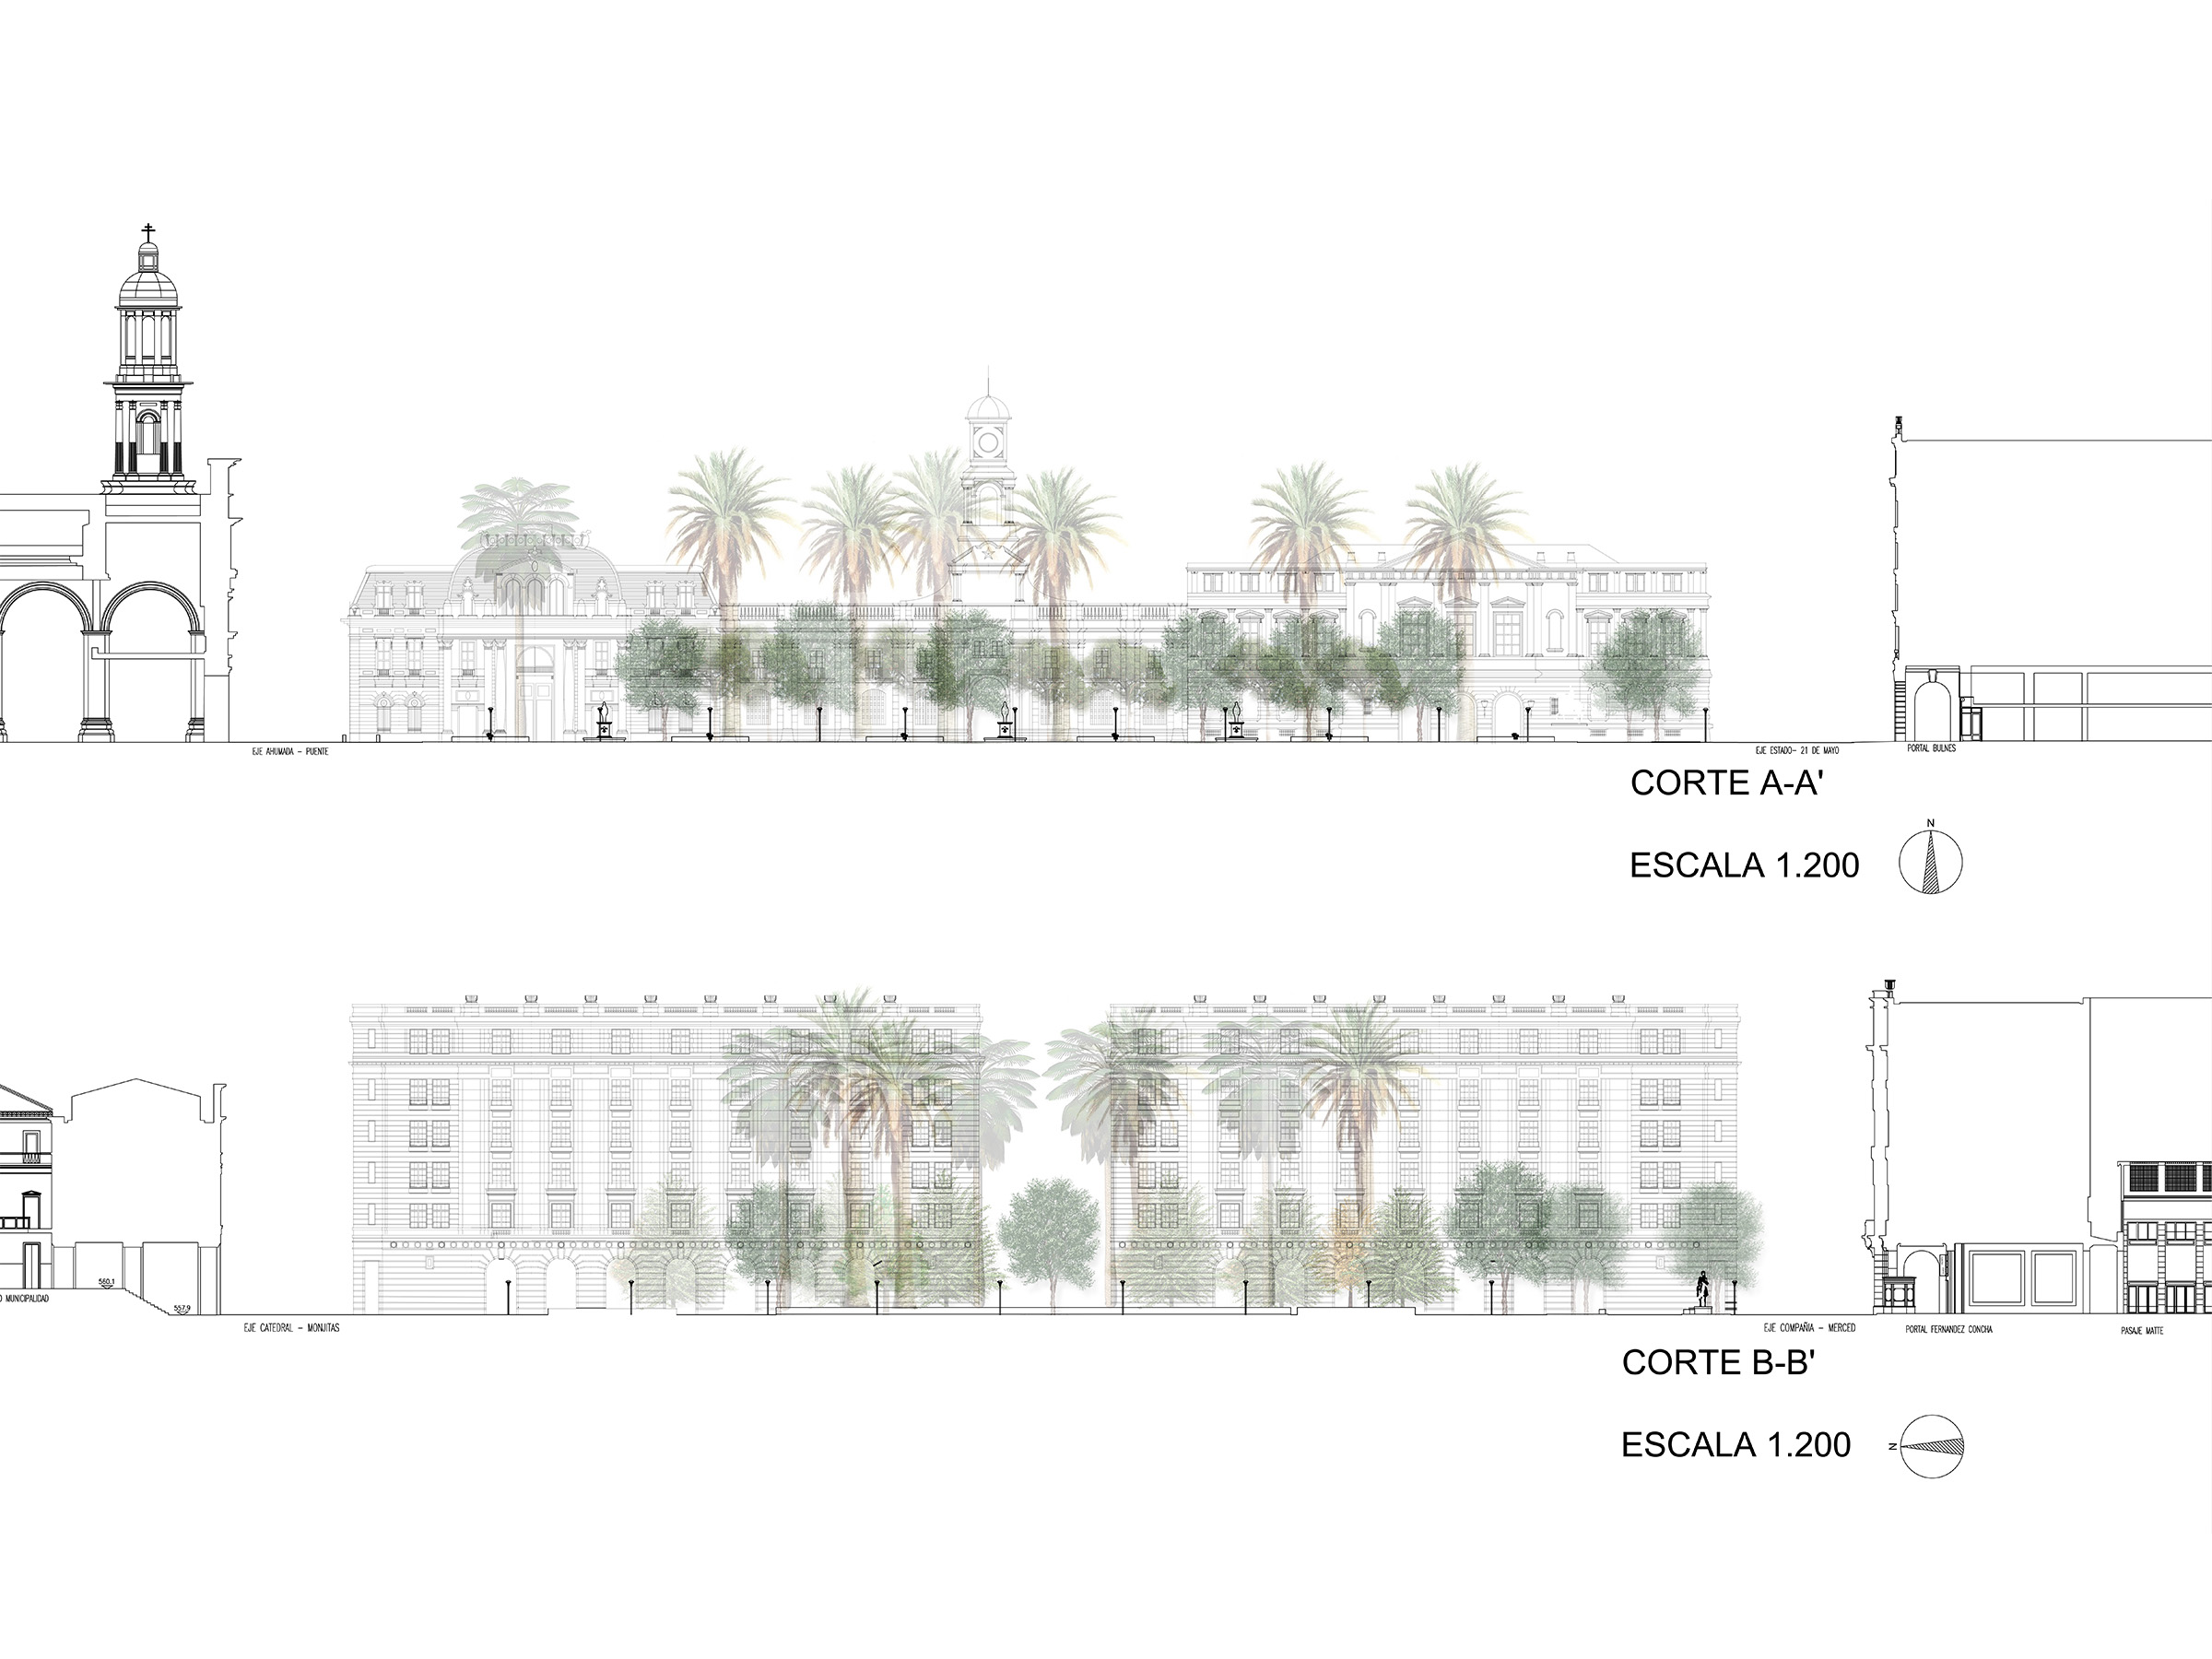 EJE AHUMADA - PUENTE
EJE ESTADO- 21 DE MAYO
PORTAL BULNES
CORTE A-A'
N
ESCALA 1.200
560.1
557.9
O MUNICIPALIDAD
EJE CATEDRAL - MONJITAS
EJE COMPAÑIA - MERCED
PORTAL FERNANDEZ CONCHA
PASAJE MATTE
CORTE B-B'
ESCALA 1.200
N